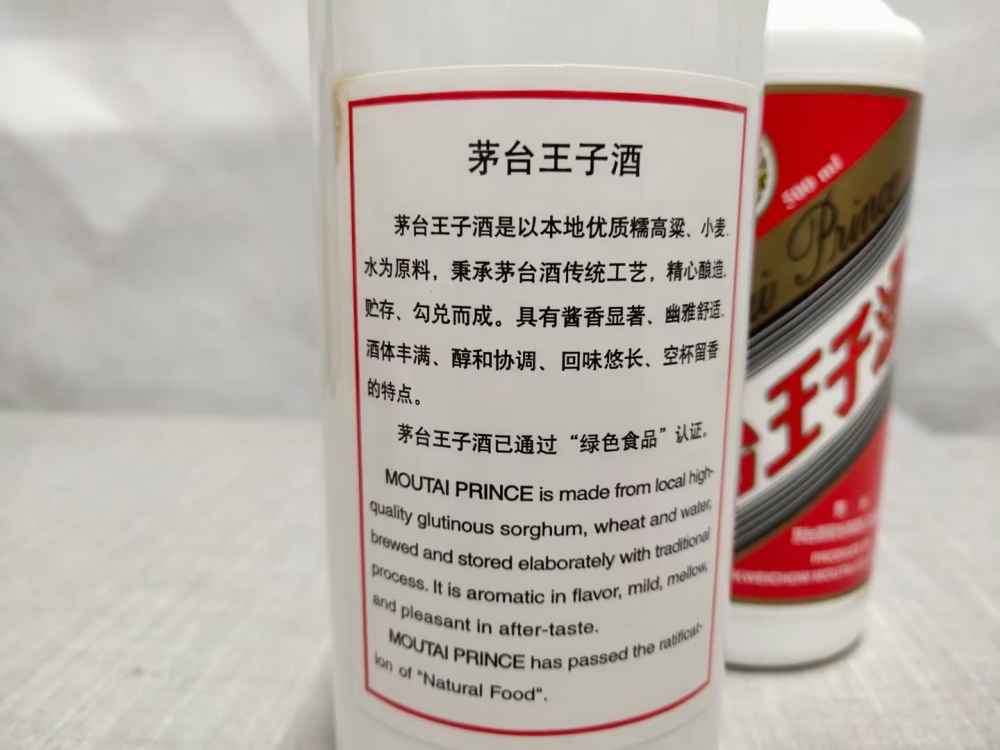 茅台王子酒
茅台王子酒是以本地优质糯高粱、小麦、
水为原料，秉承茅台酒传统工艺，精心酿造、
贮存、勾兑而成。具有酱香显著、幽雅舒适、
酒体丰满、醇和协调、回味悠长、空杯留香
的特点。
茅台王子酒已通过“绿色食品”认证。
MOUTAI PRINCE is made from local high-
quality glutinous sorghum, wheat and water,
brewed and stored elaborately with traditional
process. It is aromatic in flavor, mild, mellow,
and pleasant in after-taste.
MOUTAI PRINCE has passed the ratificat-
ion of "Natural Food".
500 ml
Prince
台王子酒